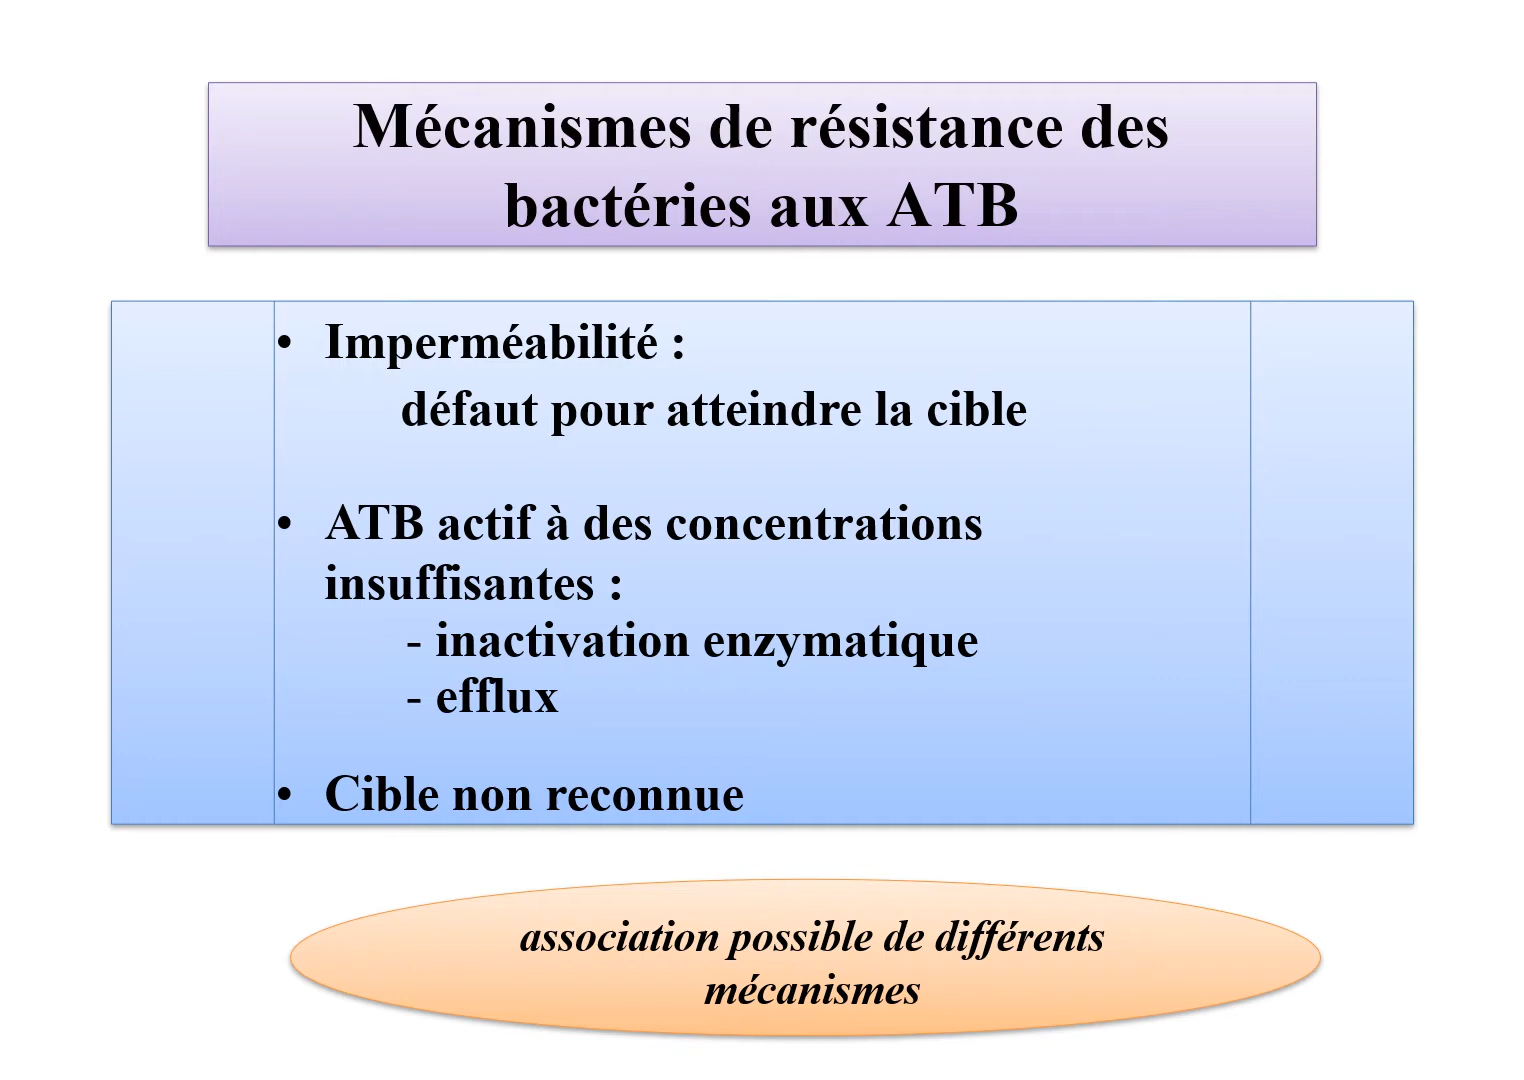 Mécanismes de résistance des
bactéries aux ATB
• Imperméabilité :
défaut pour atteindre la cible
• ATB actif à des concentrations
insuffisantes :
- inactivation enzymatique
- efflux
• Cible non reconnue
association possible de différents
mécanismes